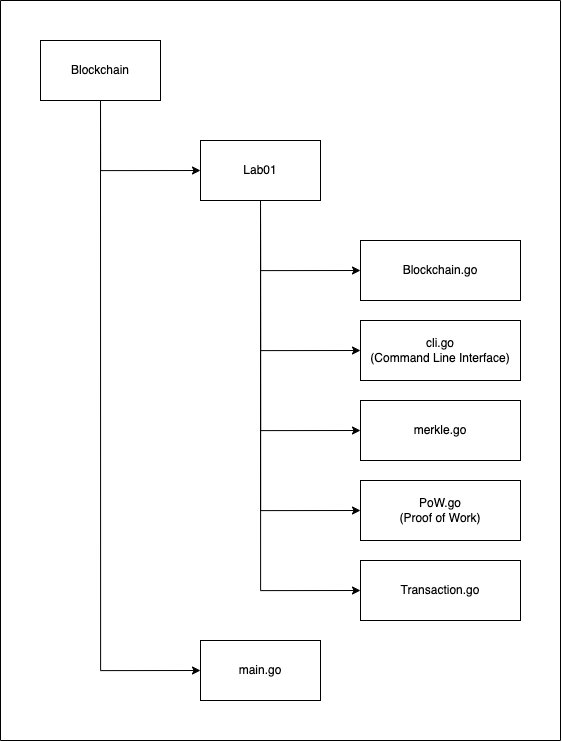 Blockchain
Lab01
Blockchain.go
cli.go
(Command Line Interface)
merkle.go
PoW.go
(Proof of Work)
Transaction.go
main.go